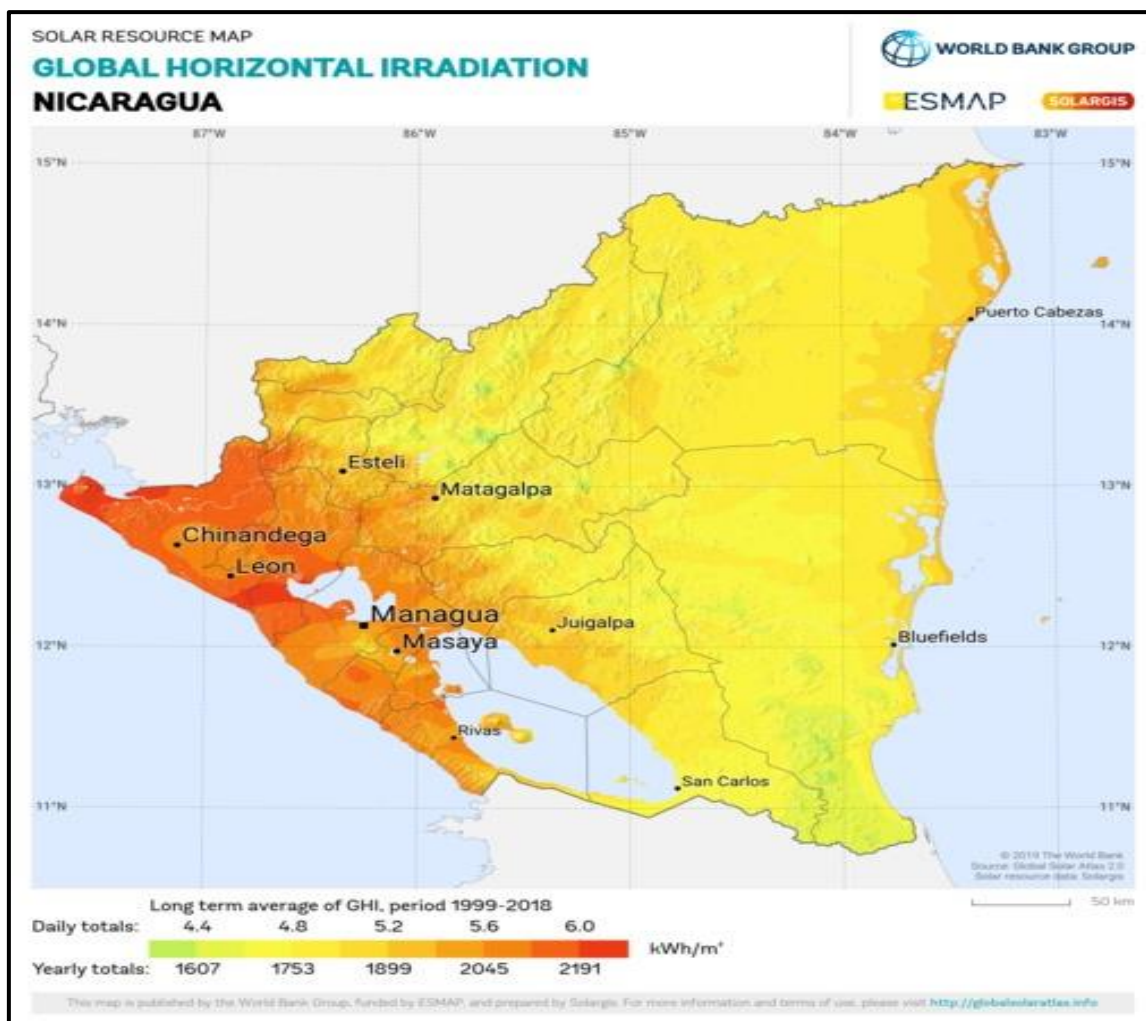 SOLAR RESOURCE MAP
GLOBAL HORIZONTAL IRRADIATION
NICARAGUA
WORLD BANK GROUP
ESMAP
SOLARGIS
87°W 86°W 85°W 84°W 83°W
15°N 15°N
14°N 14°N
Puerto Cabezas
13°N 13°N
Esteli
Matagalpa
Chinandega
Leon
Managua
Masaya
Juigalpa
Bluefields
12°N 12°N
Rivas
San Carlos
11°N 11°N
© 2019 The World Bank
Source: Global Solar Atlas 2.0
Solar resource data: Solargis
50 km
Long term average of GHI, period 1999-2018
Daily totals: 4.4 4.8 5.2 5.6 6.0
kWh/m²
Yearly totals: 1607 1753 1899 2045 2191
This map is published by the World Bank Group, funded by ESMAP, and prepared by Solargis. For more information and terms of use, please visit http://globalsolaratlas.info